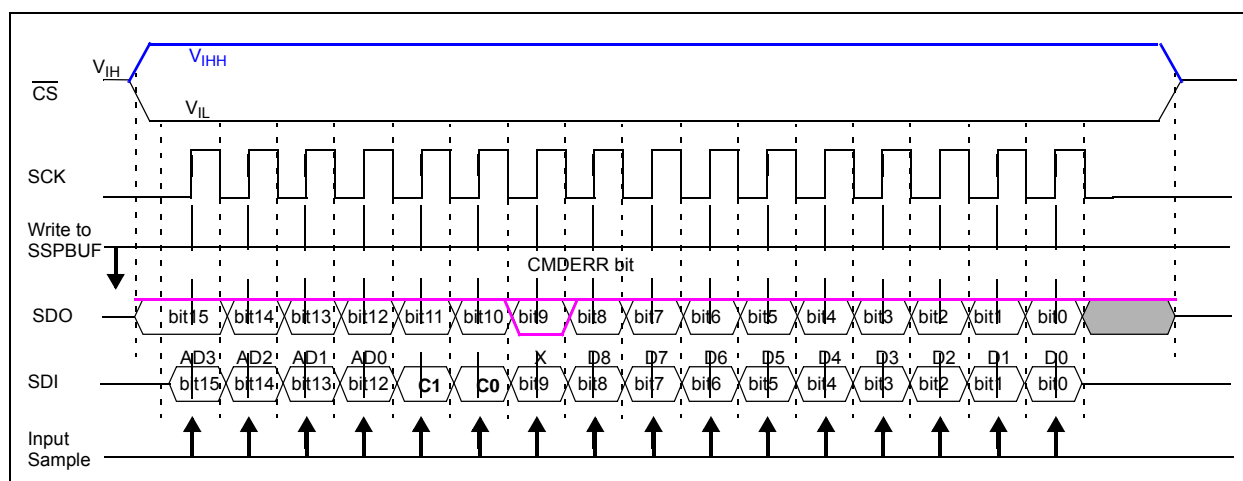 VIH
VIHH
CS
VIL
SCK
Write to
SSPBUF
CMDERR bit
SDO bit15 bit14 bit13 bit12 bit11 bit10 bit9 bit8 bit7 bit6 bit5 bit4 bit3 bit2 bit1 bit0
AD3 AD2 AD1 AD0 X D8 D7 D6 D5 D4 D3 D2 D1 D0
SDI bit15 bit14 bit13 bit12 C1 C0 bit9 bit8 bit7 bit6 bit5 bit4 bit3 bit2 bit1 bit0
Input
Sample